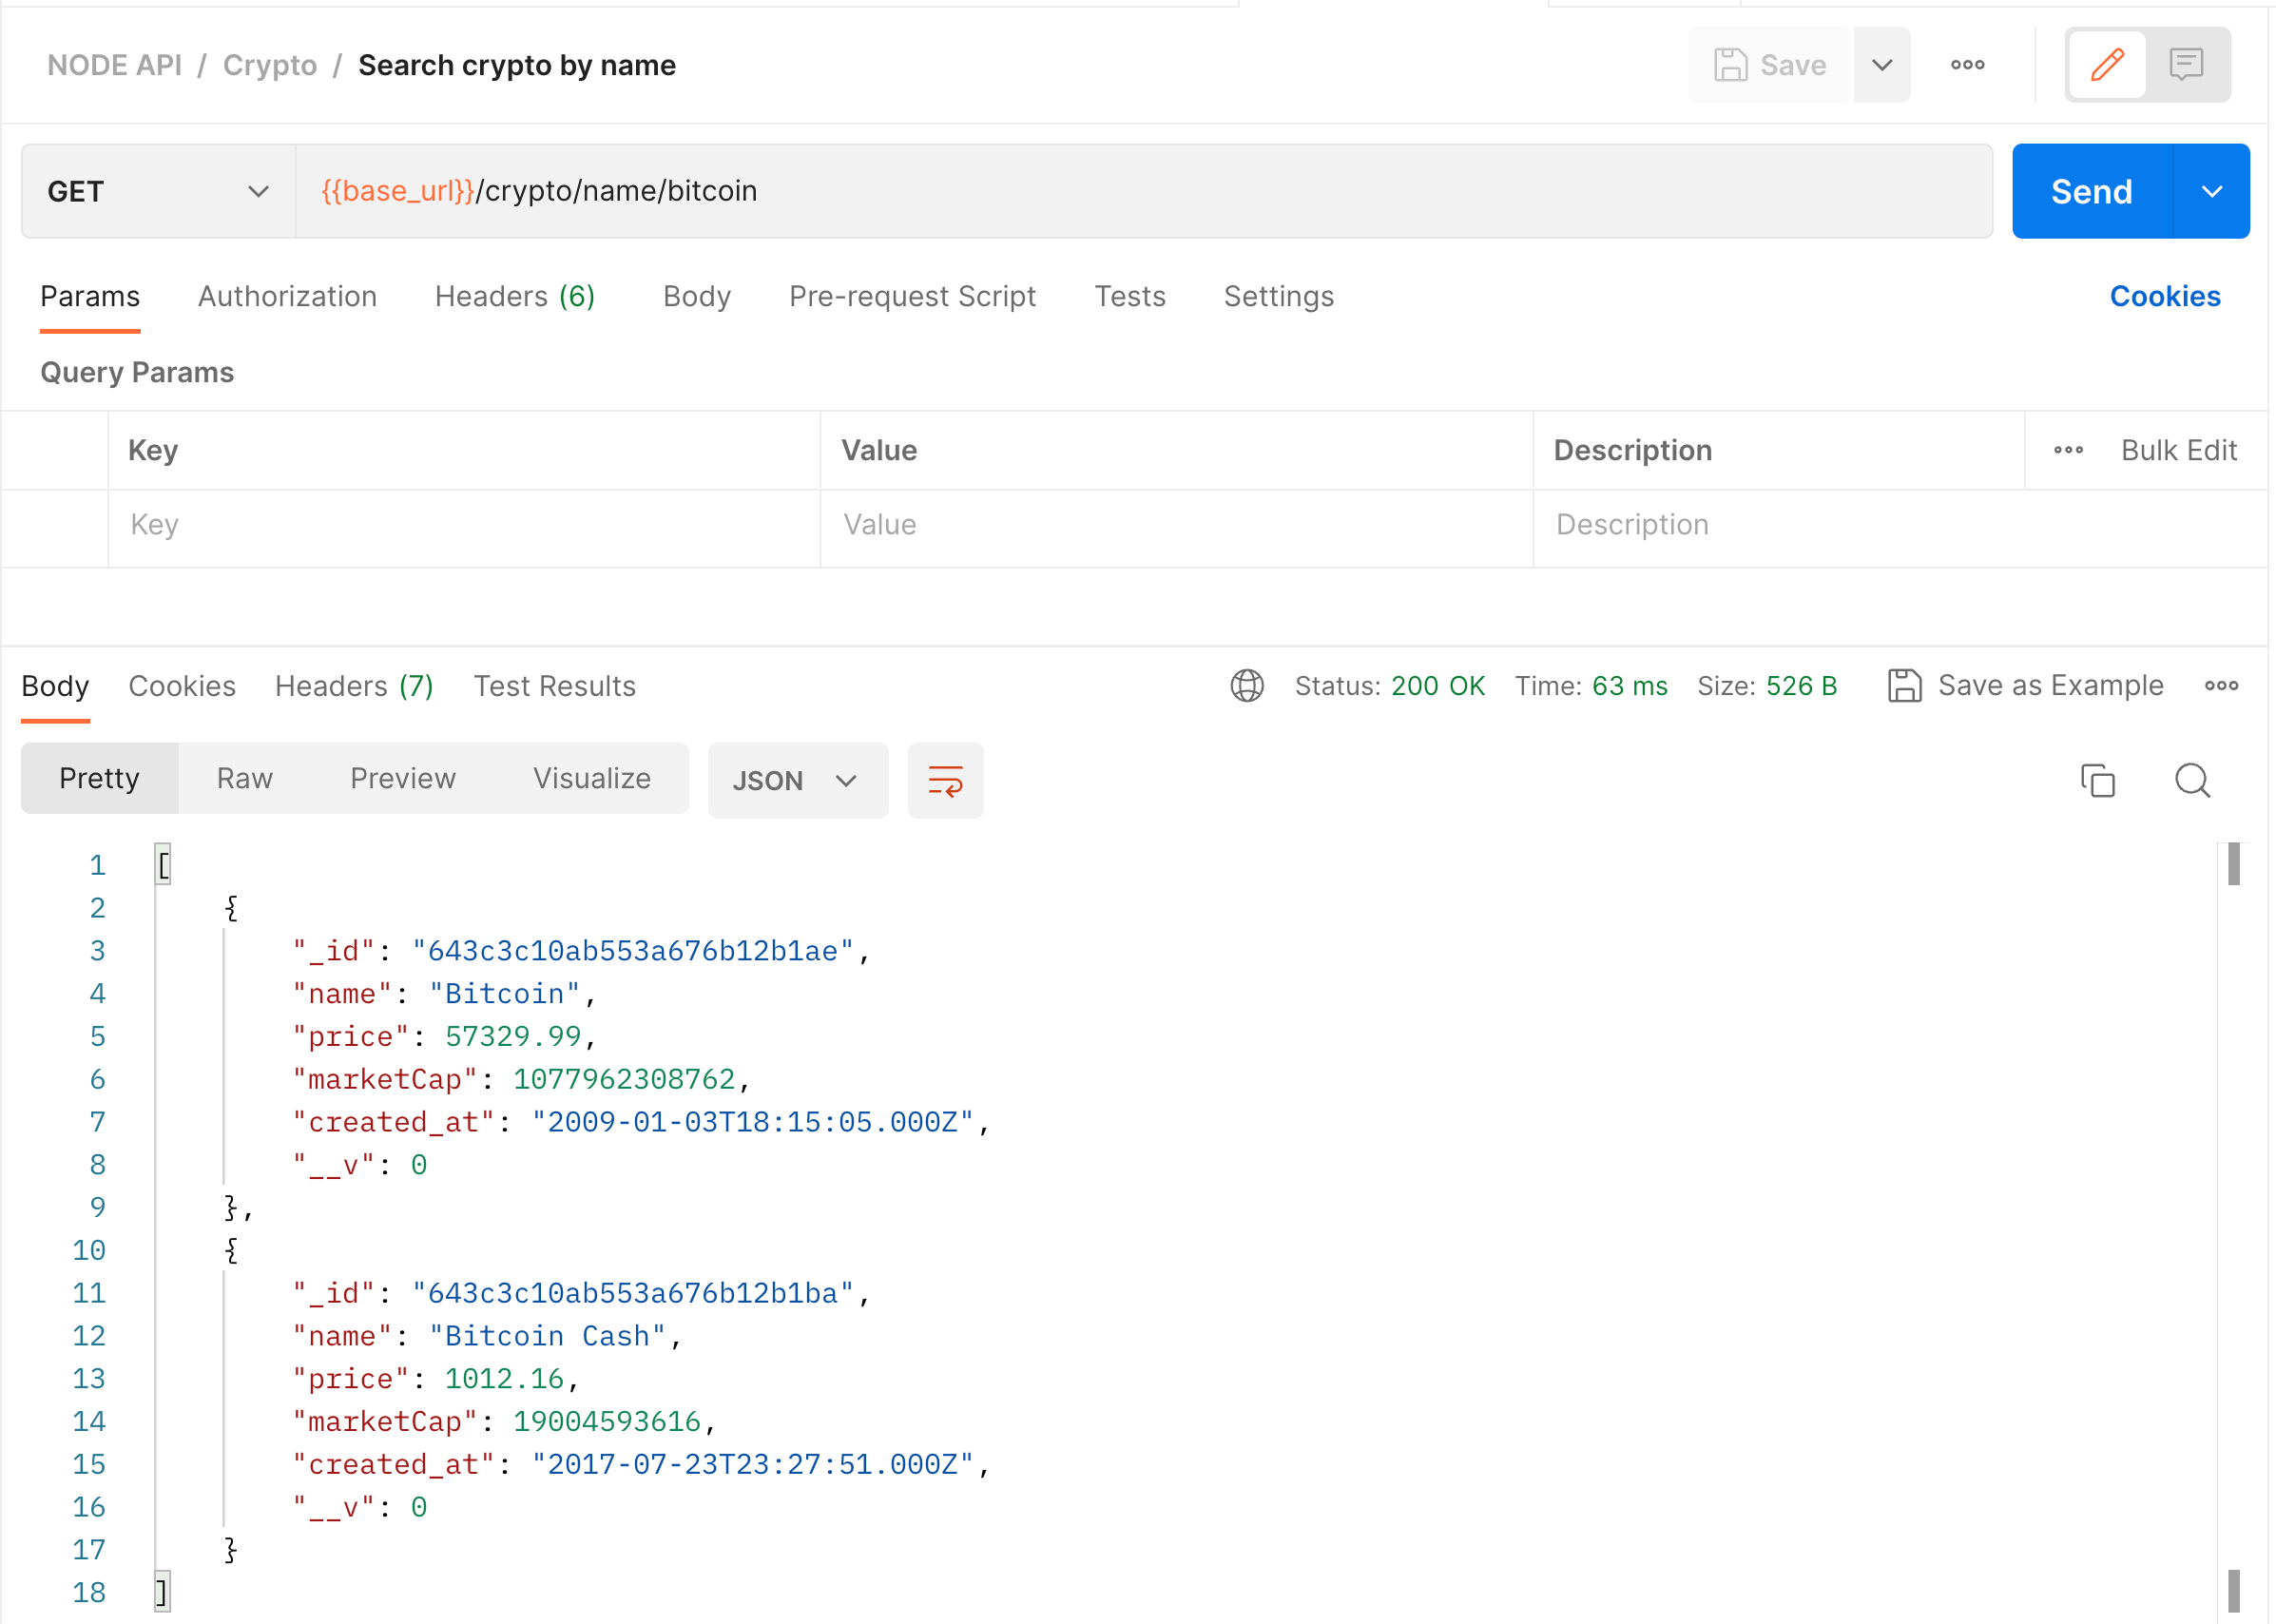 NODE API / Crypto / Search crypto by name Save
GET {{base_url}}/crypto/name/bitcoin Send
Params Authorization Headers (6) Body Pre-request Script Tests Settings Cookies
Query Params
Key Value Description Bulk Edit
Key Value Description
Body Cookies Headers (7) Test Results Status: 200 OK Time: 63 ms Size: 526 B Save as Example
Pretty Raw Preview Visualize JSON
1 [
2 {
3 "_id": "643c3c10ab553a676b12b1ae",
4 "name": "Bitcoin",
5 "price": 57329.99,
6 "marketCap": 1077962308762,
7 "created_at": "2009-01-03T18:15:05.000Z",
8 "__v": 0
9 },
10 {
11 "_id": "643c3c10ab553a676b12b1ba",
12 "name": "Bitcoin Cash",
13 "price": 1012.16,
14 "marketCap": 19004593616,
15 "created_at": "2017-07-23T23:27:51.000Z",
16 "__v": 0
17 }
18 ]